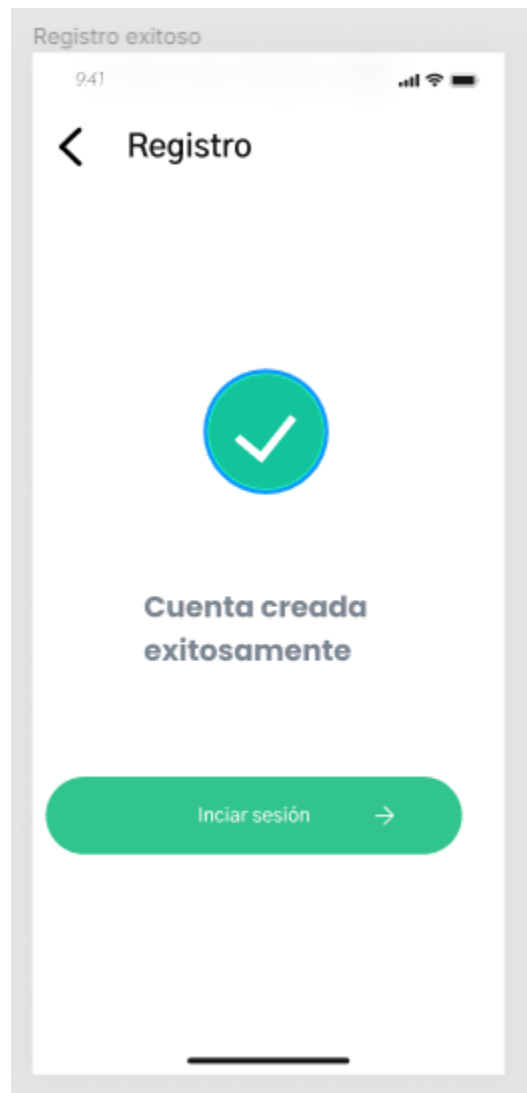 Registro exitoso
9:41
Registro
Cuenta creada
exitosamente
Inciar sesión